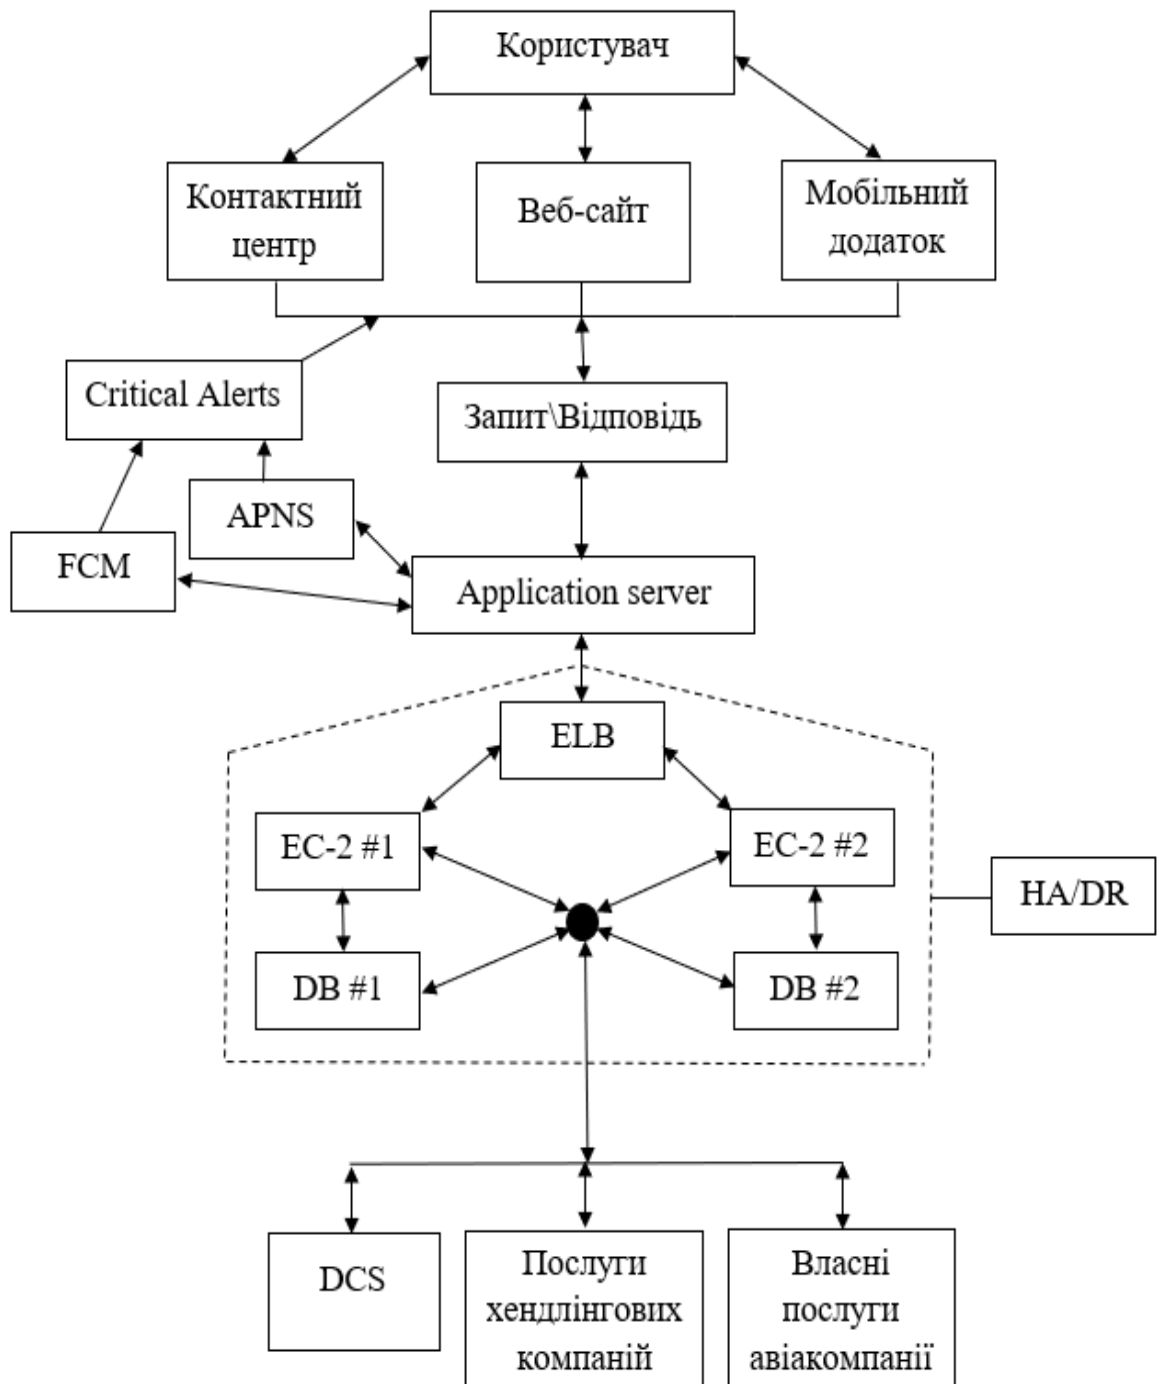 Користувач
Контактний
центр
Веб-сайт
Мобільний
додаток
Critical Alerts
Запит\Відповідь
APNS
FCM
Application server
ELB
EC-2 #1
EC-2 #2
HA/DR
DB #1
DB #2
DCS
Послуги
хендлінгових
компаній
Власні
послуги
авіакомпанії